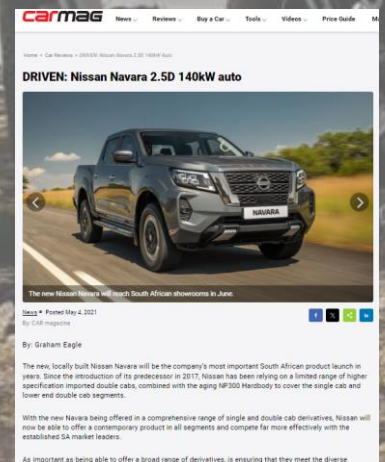 carmag
News
Reviews
Buy a Car
Tools
Videos
Price Guide
Home > Car Reviews > DRIVEN: Nissan Navara 2.5D 140kW auto
DRIVEN: Nissan Navara 2.5D 140kW auto
NAVARA
The new Nissan Navara will reach South African showrooms in June.
News • Posted May 4, 2021
By: CAR magazine
f X in
By: Graham Eagle
The new, locally built Nissan Navara will be the company's most important South African product launch in
years. Since the introduction of its predecessor in 2017, Nissan has been relying on a limited range of higher
specification imported double cabs, combined with the aging NP300 Hardbody to cover the single cab and
lower end double cab segments.
With the new Navara being offered in a comprehensive range of single and double cab derivatives, Nissan will
now be able to offer a contemporary product in all segments and compete far more effectively with the
established SA market leaders.
As important as being able to offer a broad range of derivatives, is ensuring that they meet the diverse